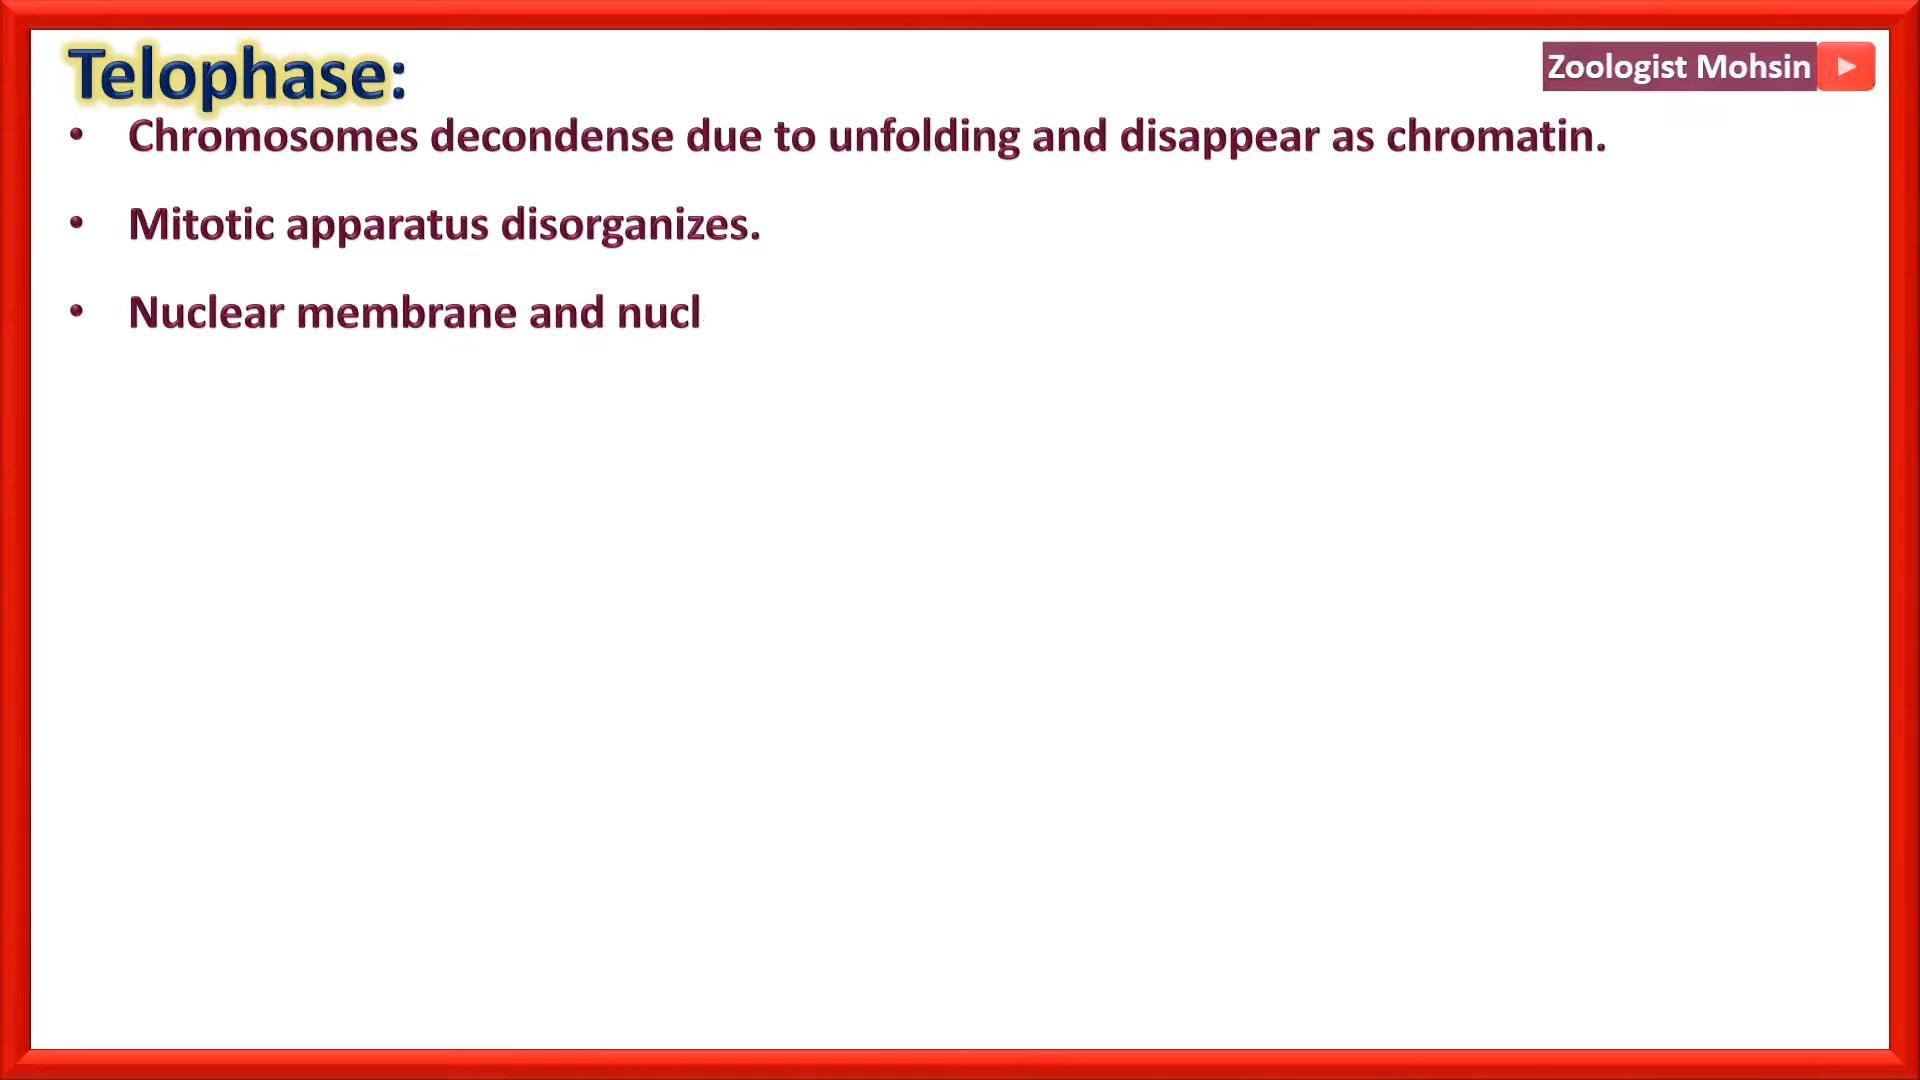 Telophase:
Zoologist Mohsin
• Chromosomes decondense due to unfolding and disappear as chromatin.
• Mitotic apparatus disorganizes.
• Nuclear membrane and nucl